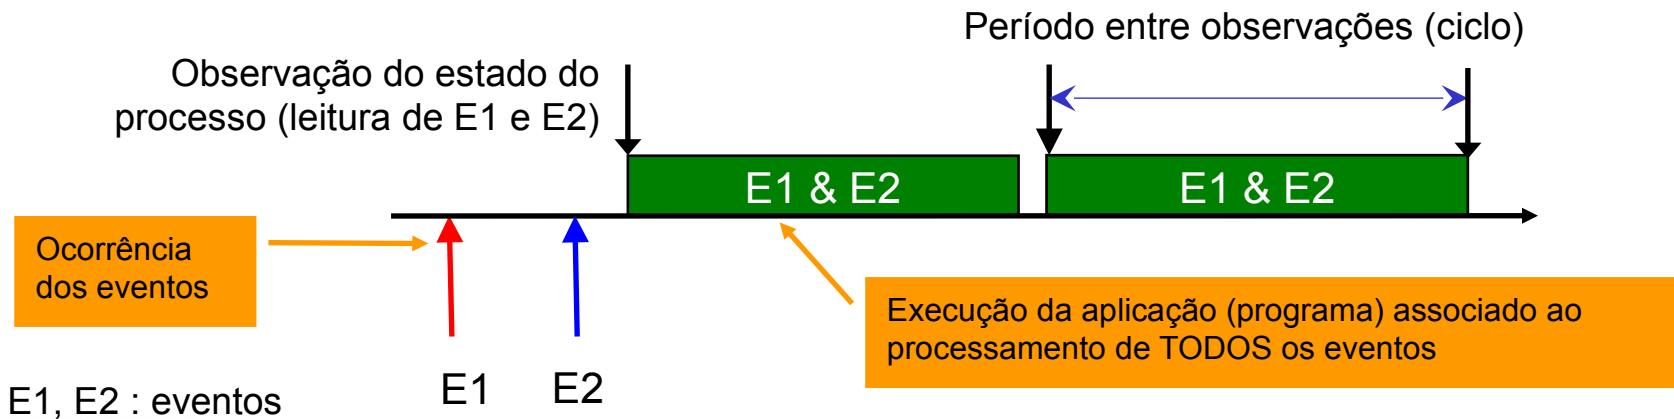 Período entre observações (ciclo)
Observação do estado do
processo (leitura de E1 e E2)
E1 & E2
E1 & E2
Ocorrência
dos eventos
Execução da aplicação (programa) associado ao
processamento de TODOS os eventos
E1, E2 : eventos
E1
E2